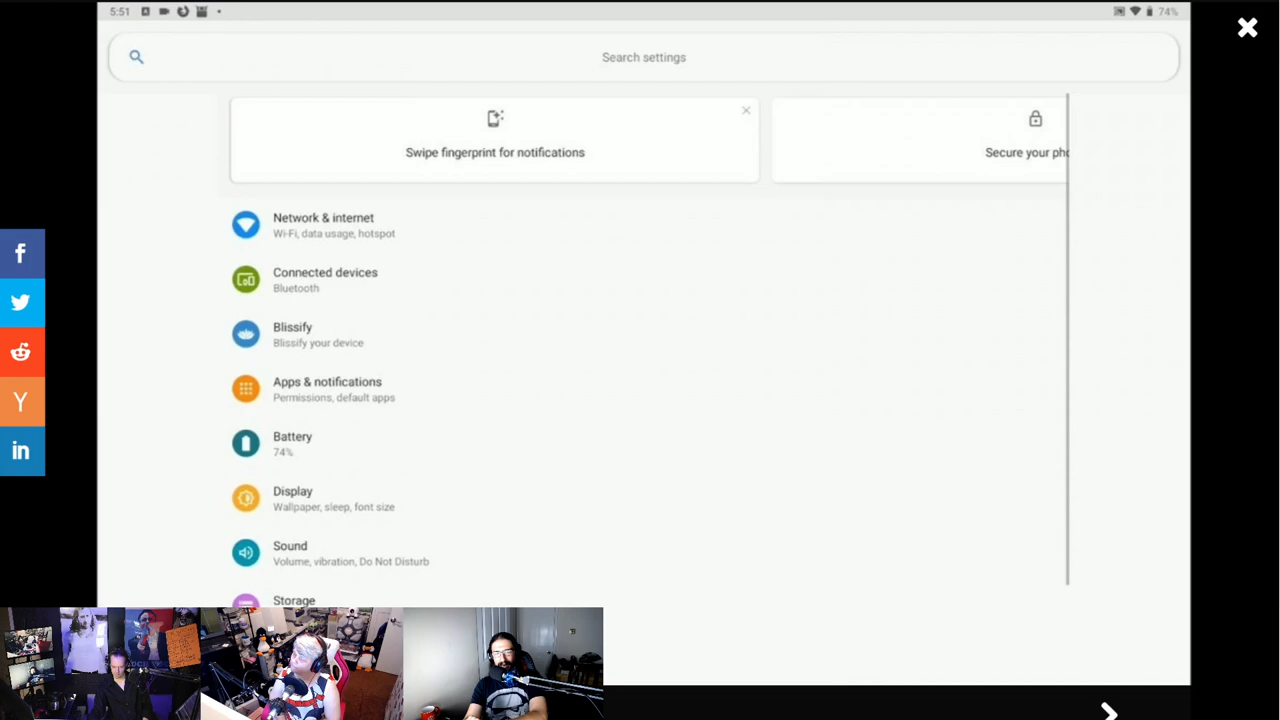 5:51
74%
Search settings
Swipe fingerprint for notifications
Secure your pho
Network & internet
Wi-Fi, data usage, hotspot
Connected devices
Bluetooth
Blissify
Blissify your device
Apps & notifications
Permissions, default apps
Battery
74%
Display
Wallpaper, sleep, font size
Sound
Volume, vibration, Do Not Disturb
Storage